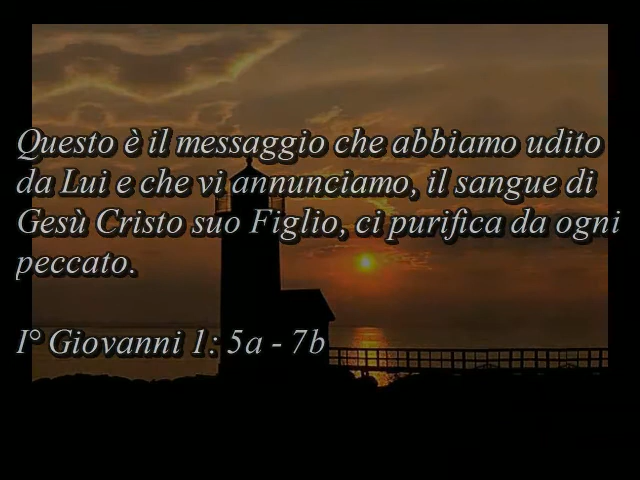 Questo è il messaggio che abbiamo udito
da Lui e che vi annunciamo, il sangue di
Gesù Cristo suo Figlio, ci purifica da ogni
peccato.
I° Giovanni 1: 5a - 7b